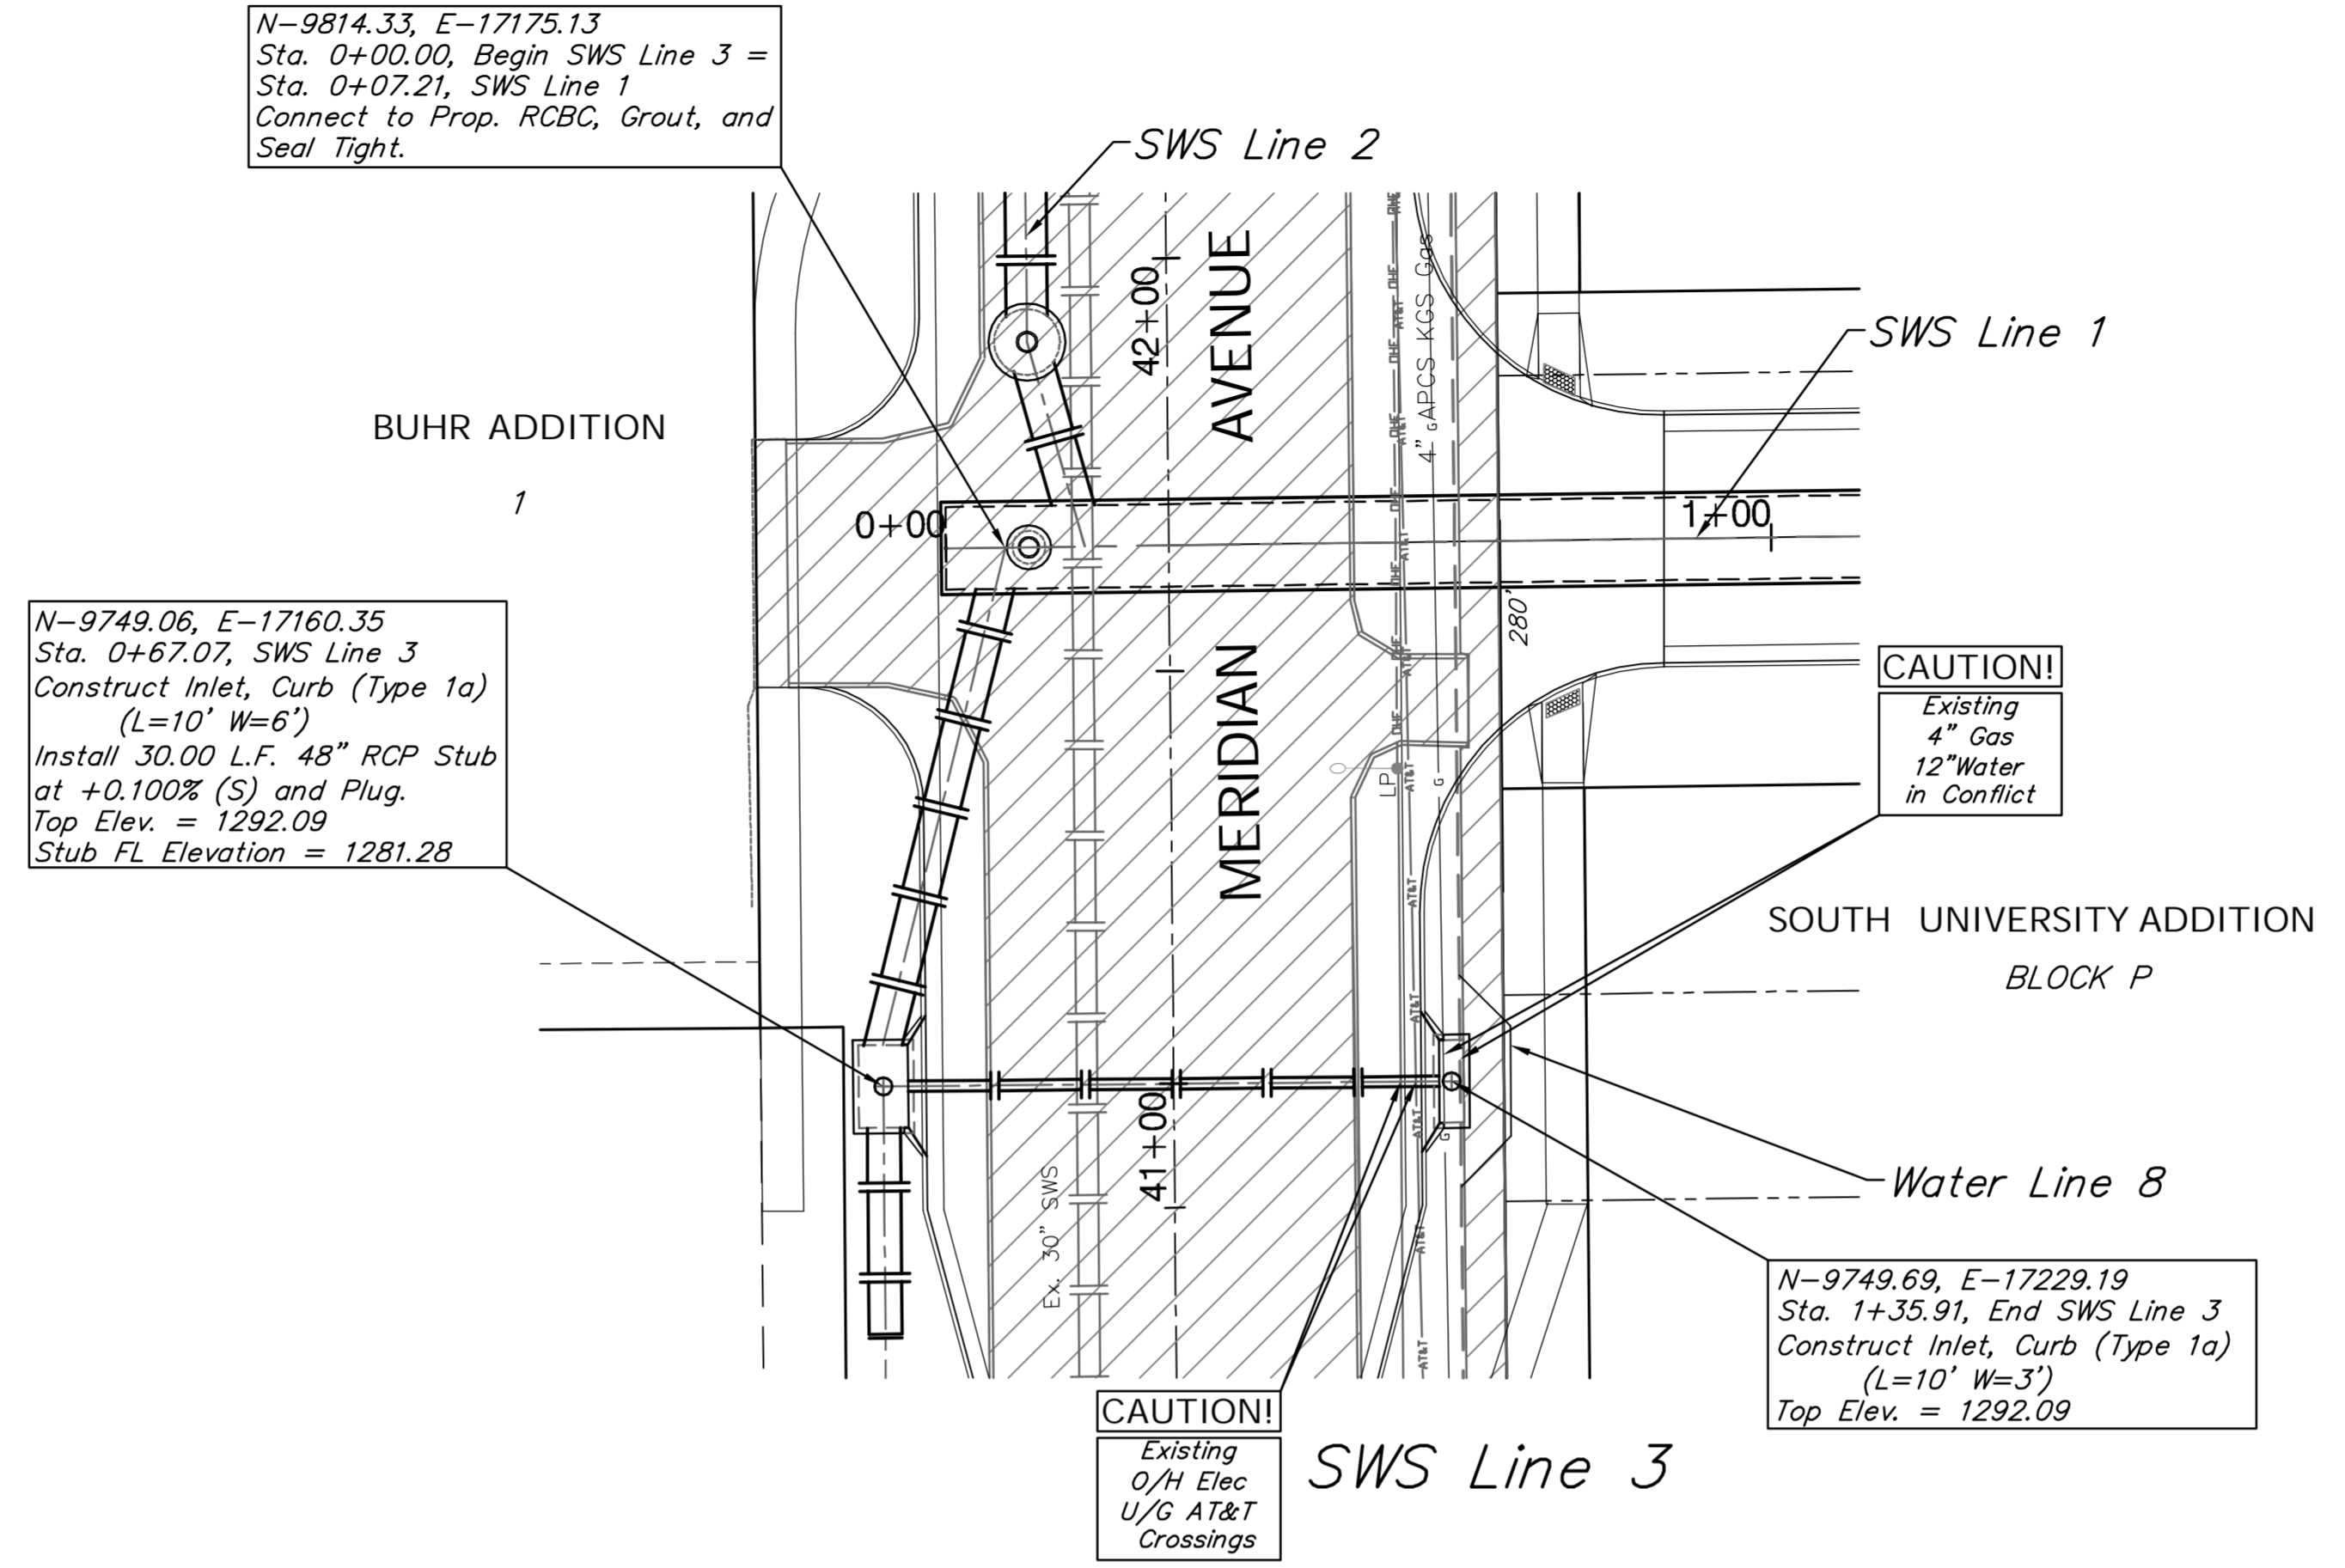 N-9814.33, E-17175.13
Sta. 0+00.00, Begin SWS Line 3 =
Sta. 0+07.21, SWS Line 1
Connect to Prop. RCBC, Grout, and
Seal Tight.
SWS Line 2
SWS Line 1
BUHR ADDITION
1
42+00
AVENUE
4" GAPCS KGS Gas
OHE
AT&T
0+00
1+00
280'
N-9749.06, E-17160.35
Sta. 0+67.07, SWS Line 3
Construct Inlet, Curb (Type 1a)
(L=10' W=6')
Install 30.00 L.F. 48" RCP Stub
at +0.100% (S) and Plug.
Top Elev. = 1292.09
Stub FL Elevation = 1281.28
MERIDIAN
LP
G
CAUTION!
Existing
4" Gas
12"Water
in Conflict
SOUTH UNIVERSITY ADDITION
BLOCK P
41+00
Ex. 30" SWS
G
Water Line 8
N-9749.69, E-17229.19
Sta. 1+35.91, End SWS Line 3
Construct Inlet, Curb (Type 1a)
(L=10' W=3')
Top Elev. = 1292.09
CAUTION!
Existing
O/H Elec
U/G AT&T
Crossings
SWS Line 3